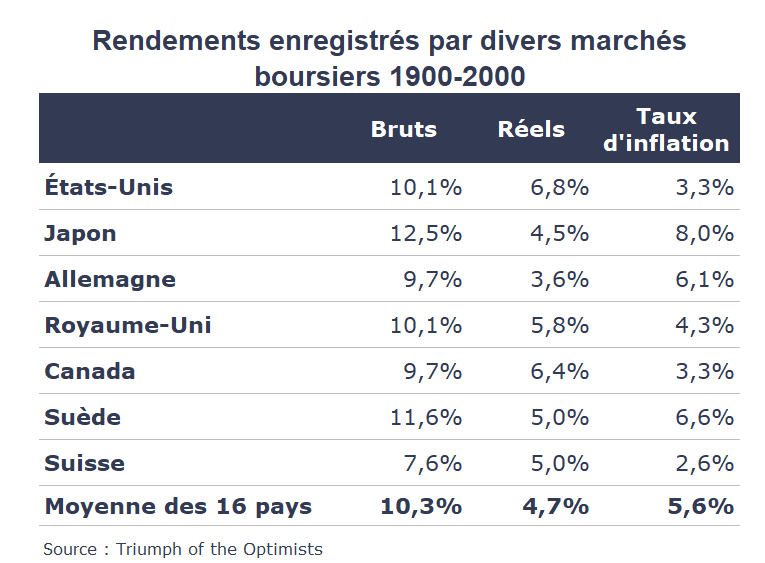 Rendements enregistrés par divers marchés
boursiers 1900-2000
Bruts Réels Taux
d'inflation
États-Unis 10,1% 6,8% 3,3%
Japon 12,5% 4,5% 8,0%
Allemagne 9,7% 3,6% 6,1%
Royaume-Uni 10,1% 5,8% 4,3%
Canada 9,7% 6,4% 3,3%
Suède 11,6% 5,0% 6,6%
Suisse 7,6% 5,0% 2,6%
Moyenne des 16 pays 10,3% 4,7% 5,6%
Source : Triumph of the Optimists